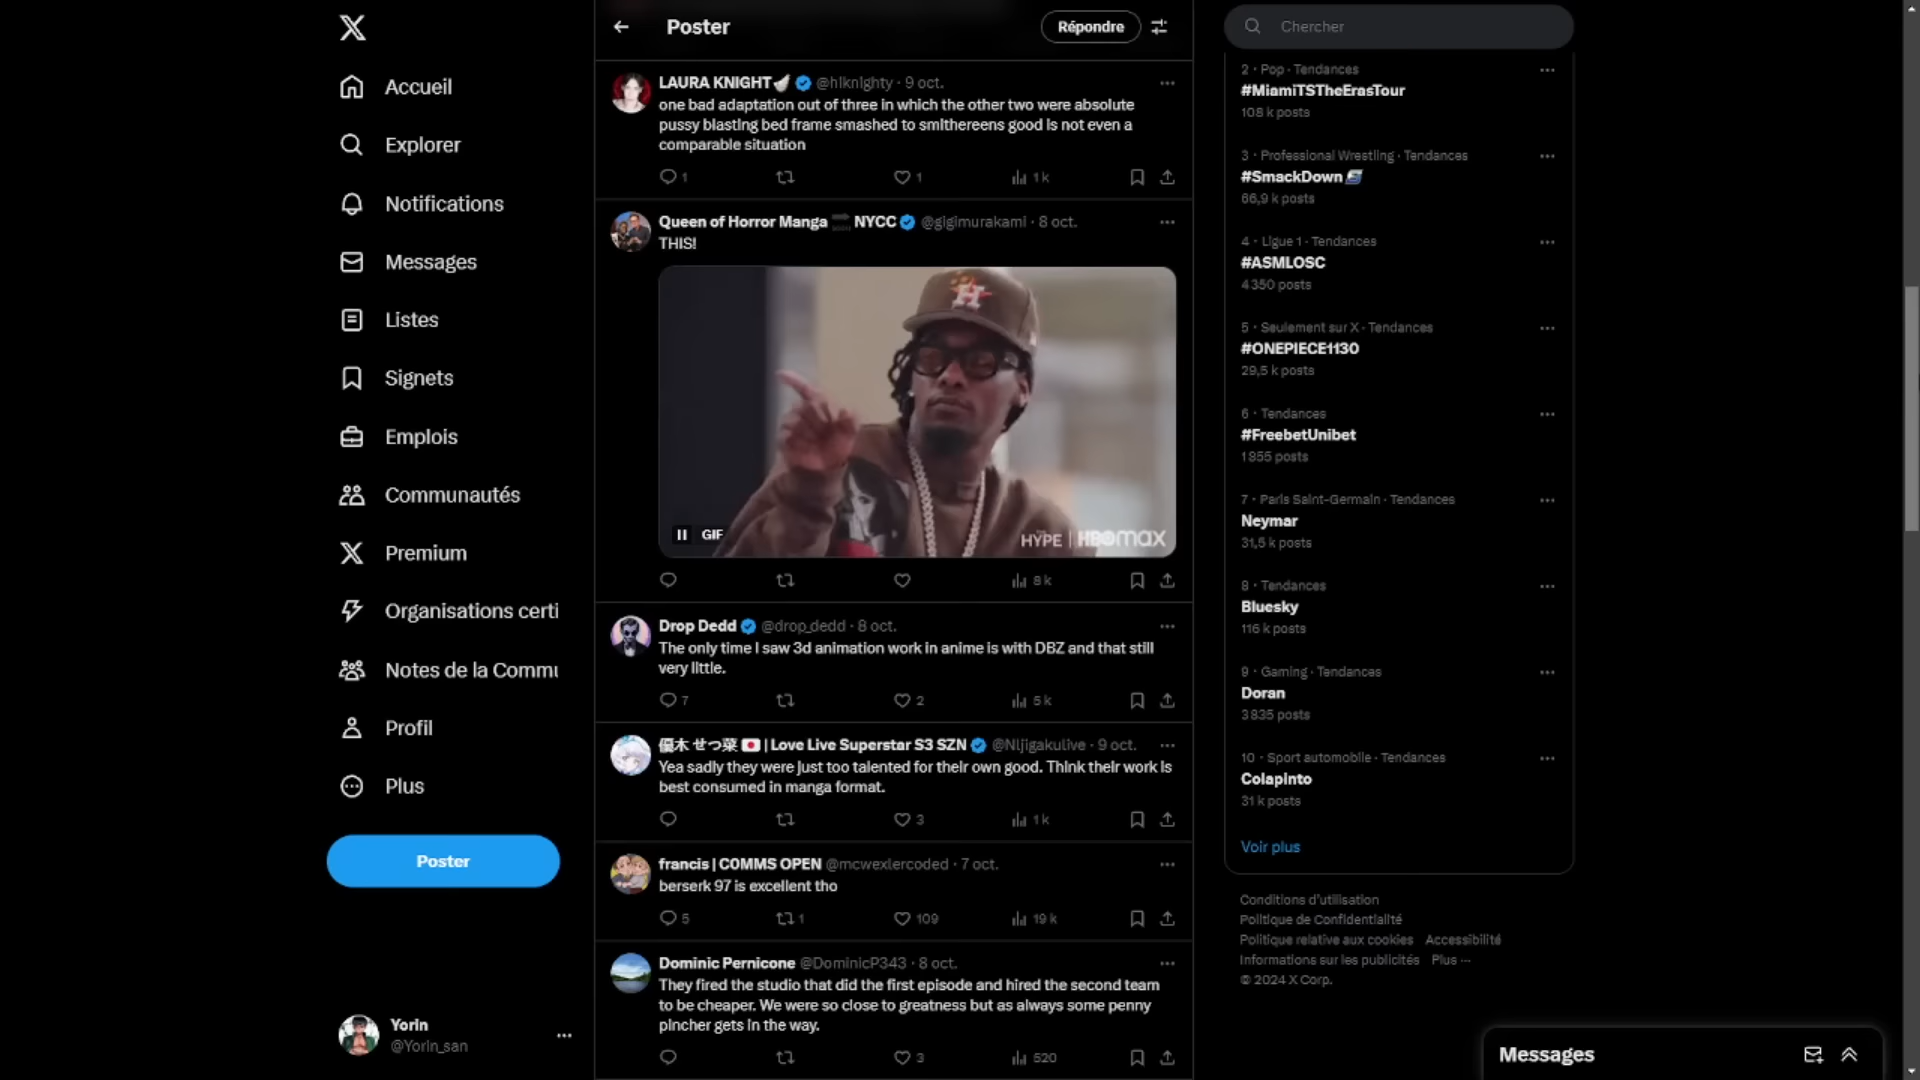 Accueil
Explorer
Notifications
Messages
Listes
Signets
Emplois
Communautés
Premium
Organisations certi
Notes de la Commu
Profil
Plus
Poster
Yorin
@Yorin_san
Poster
Répondre
LAURA KNIGHT @hlknighty · 9 oct.
one bad adaptation out of three in which the other two were absolute
pussy blasting bed frame smashed to smithereens good is not even a
comparable situation
1 1 1 k
Queen of Horror Manga NYCC @gigimurakami · 8 oct.
THIS!
H
GIF
THE HYPE | HBOmax
8 k
Drop Dedd @drop_dedd · 8 oct.
The only time I saw 3d animation work in anime is with DBZ and that still
very little.
7 2 5 k
優木 せつ菜 | Love Live Superstar S3 SZN @Nijigakulive · 9 oct.
Yea sadly they were just too talented for their own good. Think their work is
best consumed in manga format.
3 1 k
francis | COMMS OPEN @mcwexlercoded · 7 oct.
berserk 97 is excellent tho
5 1 109 19 k
Dominic Pernicone @DominicP343 · 8 oct.
They fired the studio that did the first episode and hired the second team
to be cheaper. We were so close to greatness but as always some penny
pincher gets in the way.
3 520
Chercher
2 · Pop · Tendances
#MiamiTSTheErasTour
108 k posts
3 · Professional Wrestling · Tendances
#SmackDown
66,9 k posts
4 · Ligue 1 · Tendances
#ASMLOSC
4 350 posts
5 · Seulement sur X · Tendances
#ONEPIECE1130
29,5 k posts
6 · Tendances
#FreebetUnibet
1 855 posts
7 · Paris Saint-Germain · Tendances
Neymar
31,5 k posts
8 · Tendances
Bluesky
116 k posts
9 · Gaming · Tendances
Doran
3 835 posts
10 · Sport automobile · Tendances
Colapinto
31 k posts
Voir plus
Conditions d'utilisation
Politique de Confidentialité
Politique relative aux cookies Accessibilité
Informations sur les publicités Plus ···
© 2024 X Corp.
Messages